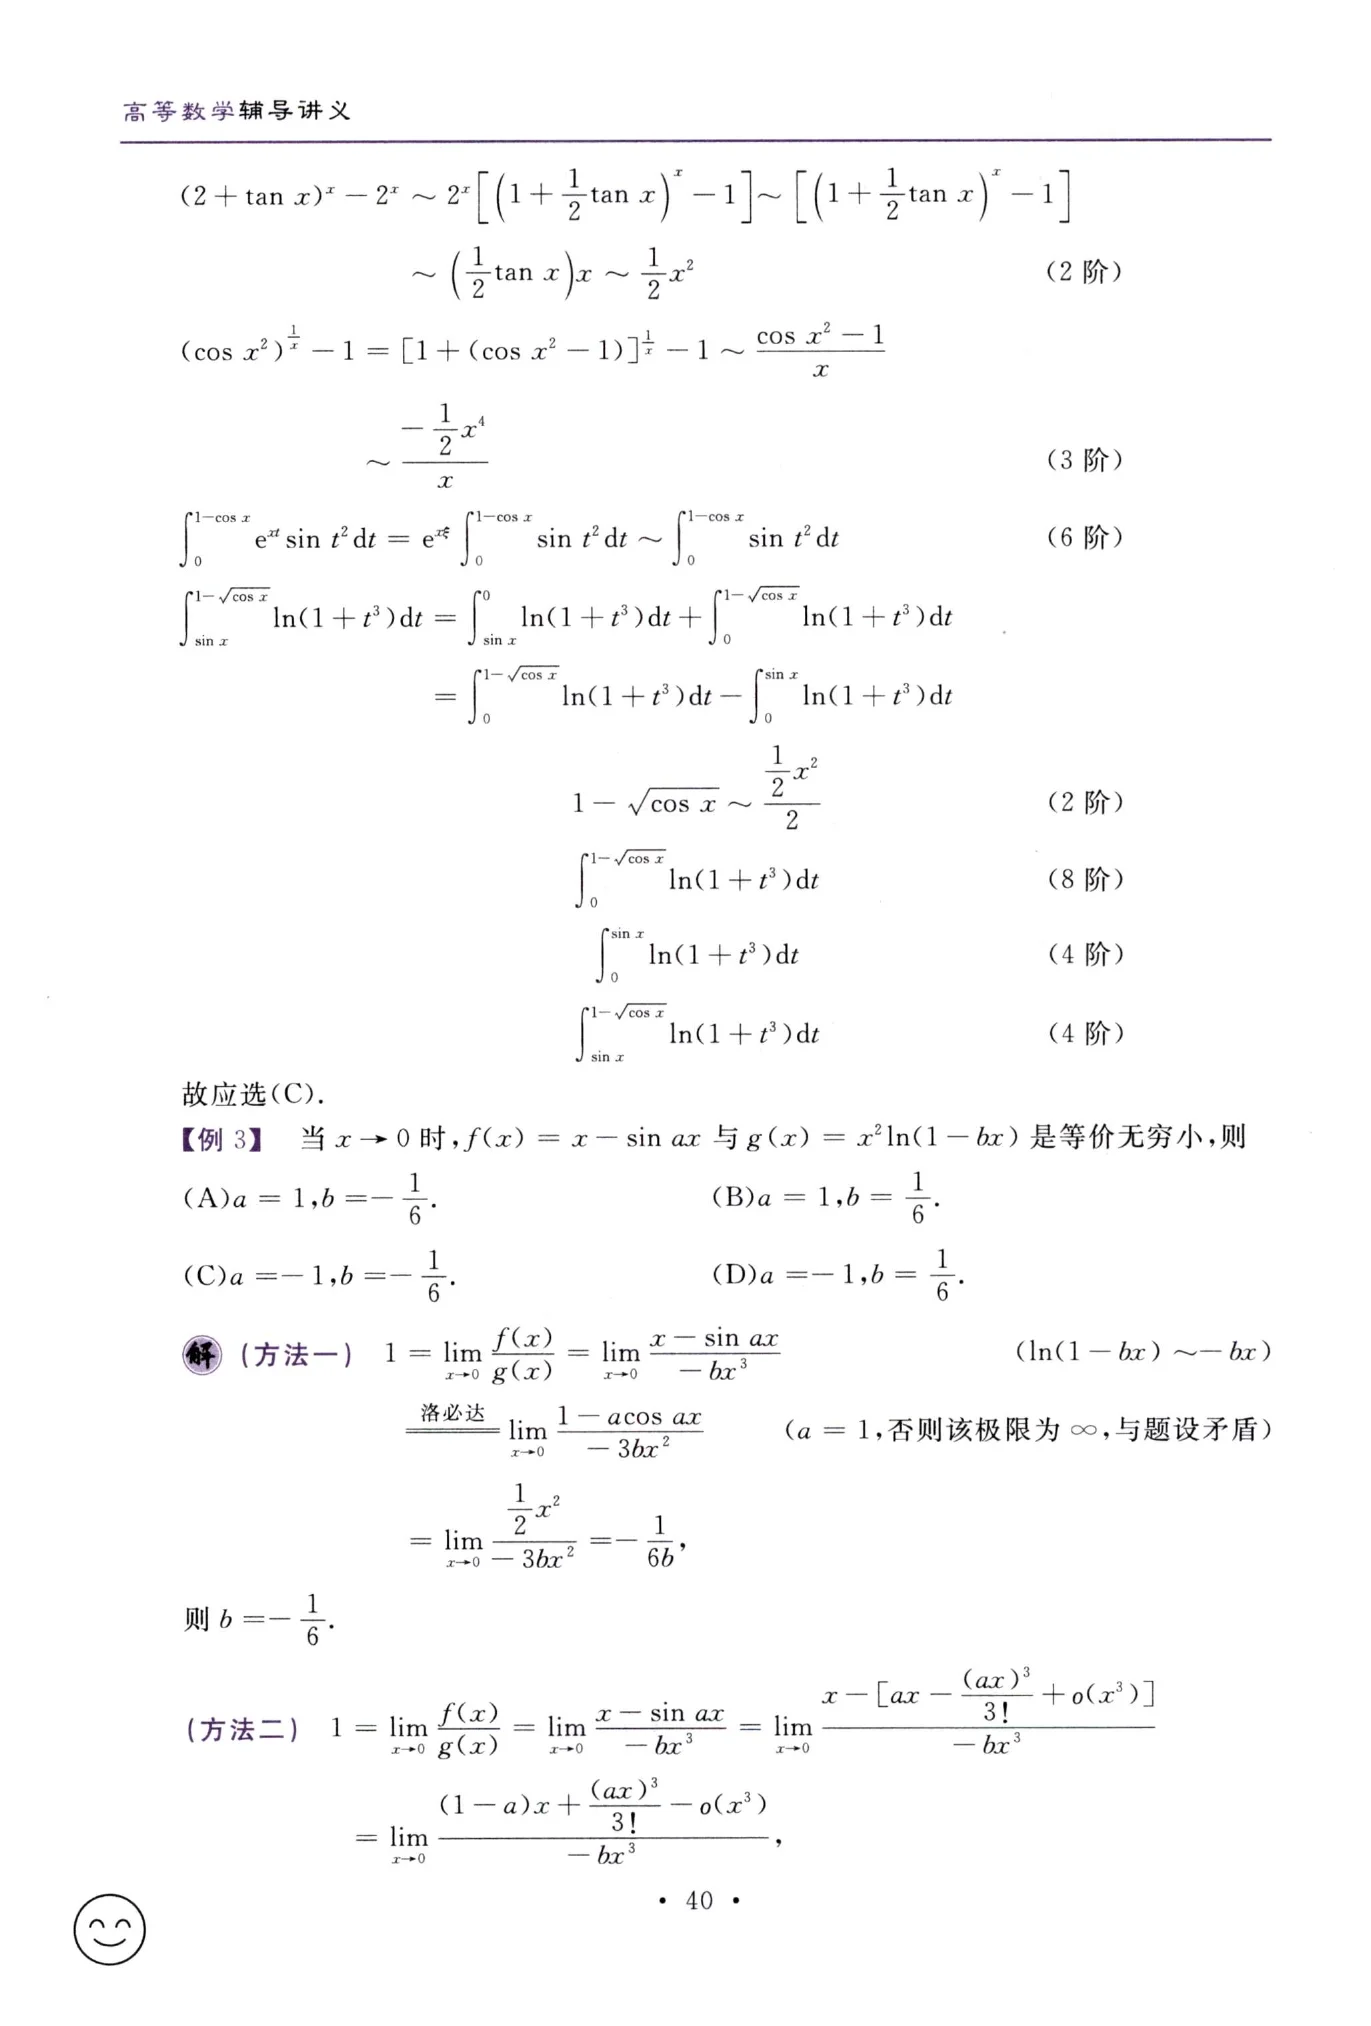 高等数学辅导讲义
$(2+\tan x)^x-2^x\sim 2^x\left[\left(1+\frac{1}{2}\tan x\right)^x-1\right]\sim\left[\left(1+\frac{1}{2}\tan x\right)^x-1\right]$
$\sim\left(\frac{1}{2}\tan x\right)x\sim\frac{1}{2}x^2$ (2 阶)
$(\cos x^2)^{\frac{1}{x}}-1=[1+(\cos x^2-1)]^{\frac{1}{x}}-1\sim\frac{\cos x^2-1}{x}$
$\sim\frac{-\frac{1}{2}x^4}{x}$ (3 阶)
$\int_0^{1-\cos x}e^{xt}\sin t^2dt=e^{x\xi}\int_0^{1-\cos x}\sin t^2dt\sim\int_0^{1-\cos x}\sin t^2dt$ (6 阶)
$\int_{\sin x}^{1-\sqrt{\cos x}}\ln(1+t^3)dt=\int_{\sin x}^0\ln(1+t^3)dt+\int_0^{1-\sqrt{\cos x}}\ln(1+t^3)dt$
$=\int_0^{1-\sqrt{\cos x}}\ln(1+t^3)dt-\int_0^{\sin x}\ln(1+t^3)dt$
$1-\sqrt{\cos x}\sim\frac{\frac{1}{2}x^2}{2}$ (2 阶)
$\int_0^{1-\sqrt{\cos x}}\ln(1+t^3)dt$ (8 阶)
$\int_0^{\sin x}\ln(1+t^3)dt$ (4 阶)
$\int_{\sin x}^{1-\sqrt{\cos x}}\ln(1+t^3)dt$ (4 阶)
故应选(C).
【例 3】 当 $x\to 0$ 时,$f(x)=x-\sin ax$ 与 $g(x)=x^2\ln(1-bx)$ 是等价无穷小,则
(A)$a=1,b=-\frac{1}{6}$. (B)$a=1,b=\frac{1}{6}$.
(C)$a=-1,b=-\frac{1}{6}$. (D)$a=-1,b=\frac{1}{6}$.
解 (方法一) $1=\lim_{x\to 0}\frac{f(x)}{g(x)}=\lim_{x\to 0}\frac{x-\sin ax}{-bx^3}$ $(\ln(1-bx)\sim-bx)$
$\xlongequal{洛必达}\lim_{x\to 0}\frac{1-a\cos ax}{-3bx^2}$ ($a=1$,否则该极限为 $\infty$,与题设矛盾)
$=\lim_{x\to 0}\frac{\frac{1}{2}x^2}{-3bx^2}=-\frac{1}{6b},$
则 $b=-\frac{1}{6}$.
(方法二) $1=\lim_{x\to 0}\frac{f(x)}{g(x)}=\lim_{x\to 0}\frac{x-\sin ax}{-bx^3}=\lim_{x\to 0}\frac{x-[ax-\frac{(ax)^3}{3!}+o(x^3)]}{-bx^3}$
$=\lim_{x\to 0}\frac{(1-a)x+\frac{(ax)^3}{3!}-o(x^3)}{-bx^3},$
· 40 ·